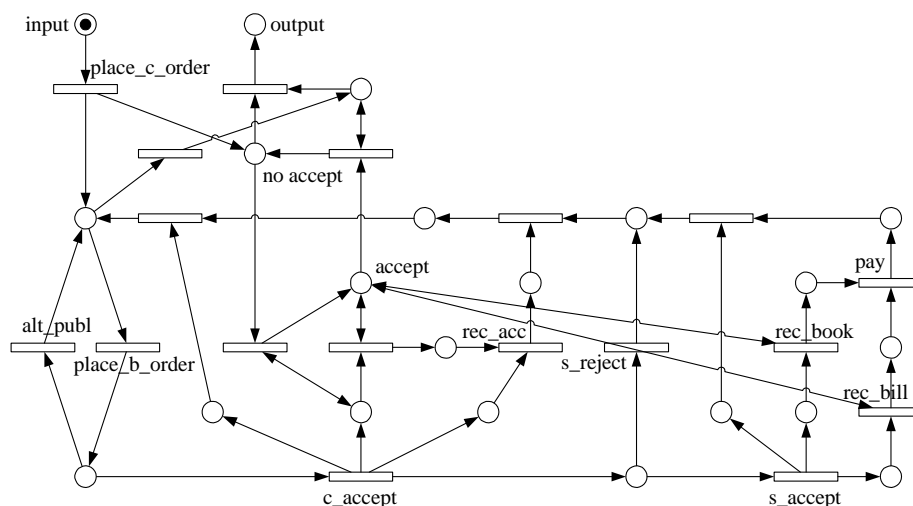 input
output
place_c_order
no accept
accept
pay
alt_publ
rec_acc
rec_book
place_b_order
s_reject
rec_bill
c_accept
s_accept